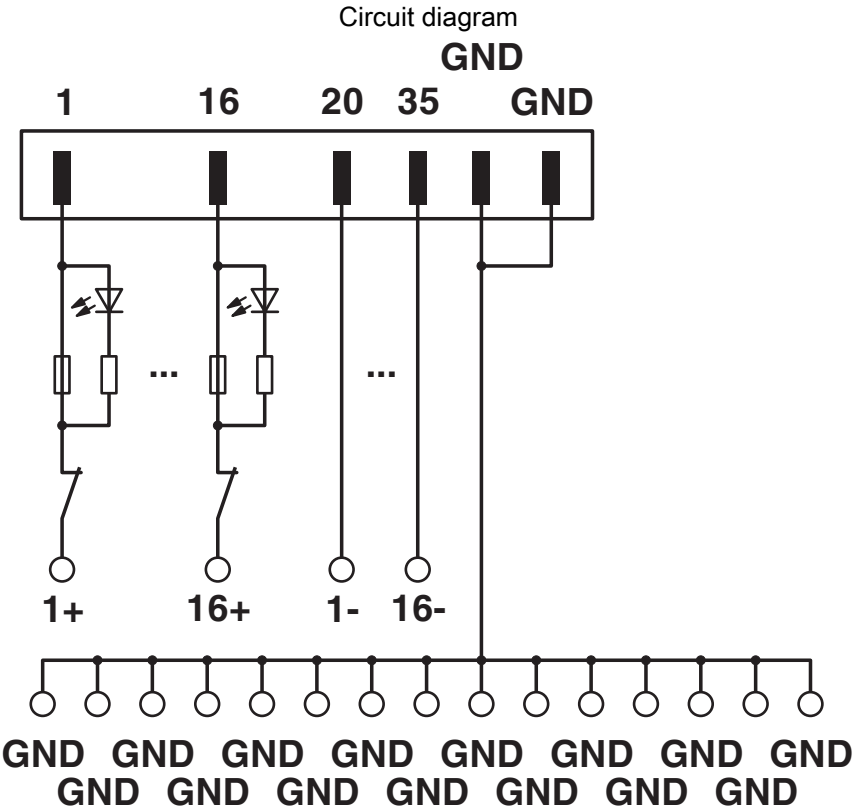 Circuit diagram
GND
1 16 20 35 GND
... ...
1+ 16+ 1- 16-
GND GND GND GND GND GND GND GND
GND GND GND GND GND GND GND